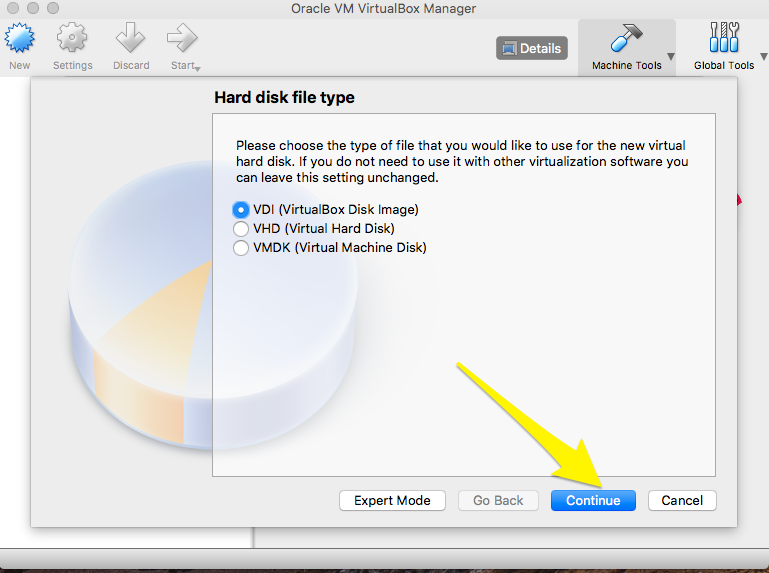 Oracle VM VirtualBox Manager
New
Settings
Discard
Start
Details
Machine Tools
Global Tools
Hard disk file type
Please choose the type of file that you would like to use for the new virtual
hard disk. If you do not need to use it with other virtualization software you
can leave this setting unchanged.
VDI (VirtualBox Disk Image)
VHD (Virtual Hard Disk)
VMDK (Virtual Machine Disk)
Expert Mode
Go Back
Continue
Cancel